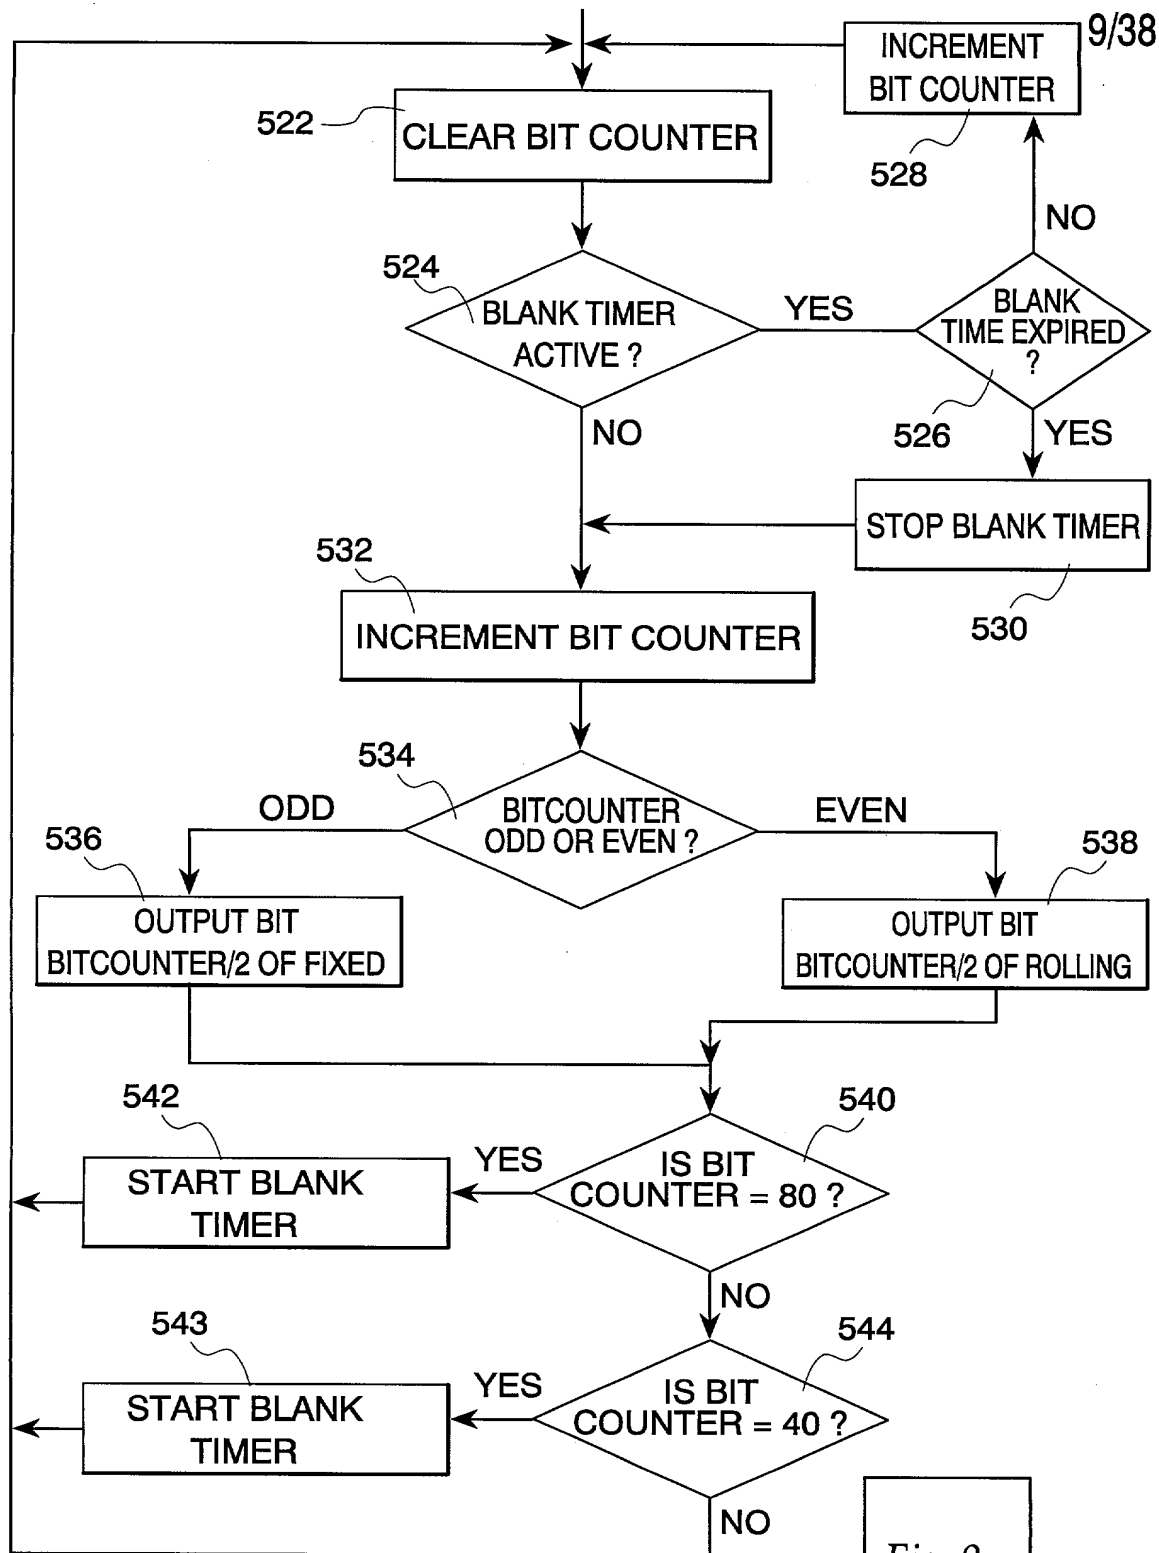 9/38
INCREMENT
BIT COUNTER
528
522
CLEAR BIT COUNTER
NO
524
BLANK TIMER
ACTIVE ?
YES
BLANK
TIME EXPIRED
?
526
YES
NO
STOP BLANK TIMER
530
532
INCREMENT BIT COUNTER
534
BITCOUNTER
ODD OR EVEN ?
ODD
EVEN
536
OUTPUT BIT
BITCOUNTER/2 OF FIXED
538
OUTPUT BIT
BITCOUNTER/2 OF ROLLING
540
IS BIT
COUNTER = 80 ?
YES
542
START BLANK
TIMER
NO
544
IS BIT
COUNTER = 40 ?
YES
543
START BLANK
TIMER
NO